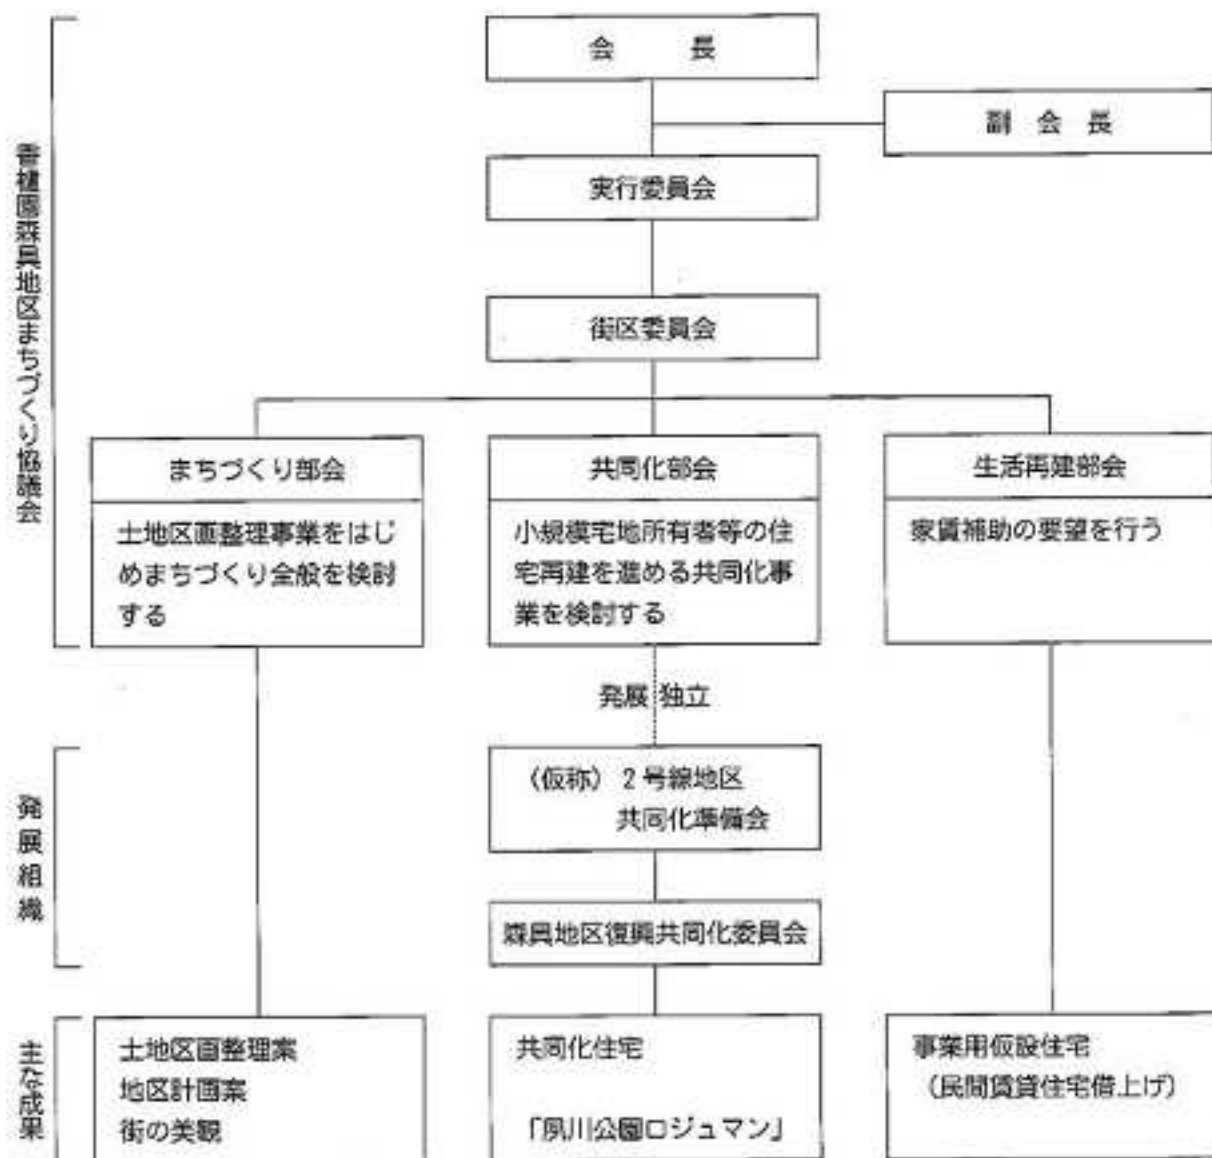 会長
副会長
実行委員会
街区委員会
香櫨園森具地区まちづくり協議会
まちづくり部会
土地区画整理事業をはじ
めまちづくり全般を検討
する
共同化部会
小規模宅地所有者等の住
宅再建を進める共同化事
業を検討する
生活再建部会
家賃補助の要望を行う
発展 独立
発展組織
（仮称）２号線地区
共同化準備会
森具地区復興共同化委員会
主な成果
土地区画整理案
地区計画案
街の美観
共同化住宅
「夙川公園ロジュマン」
事業用仮設住宅
（民間賃貸住宅借上げ）